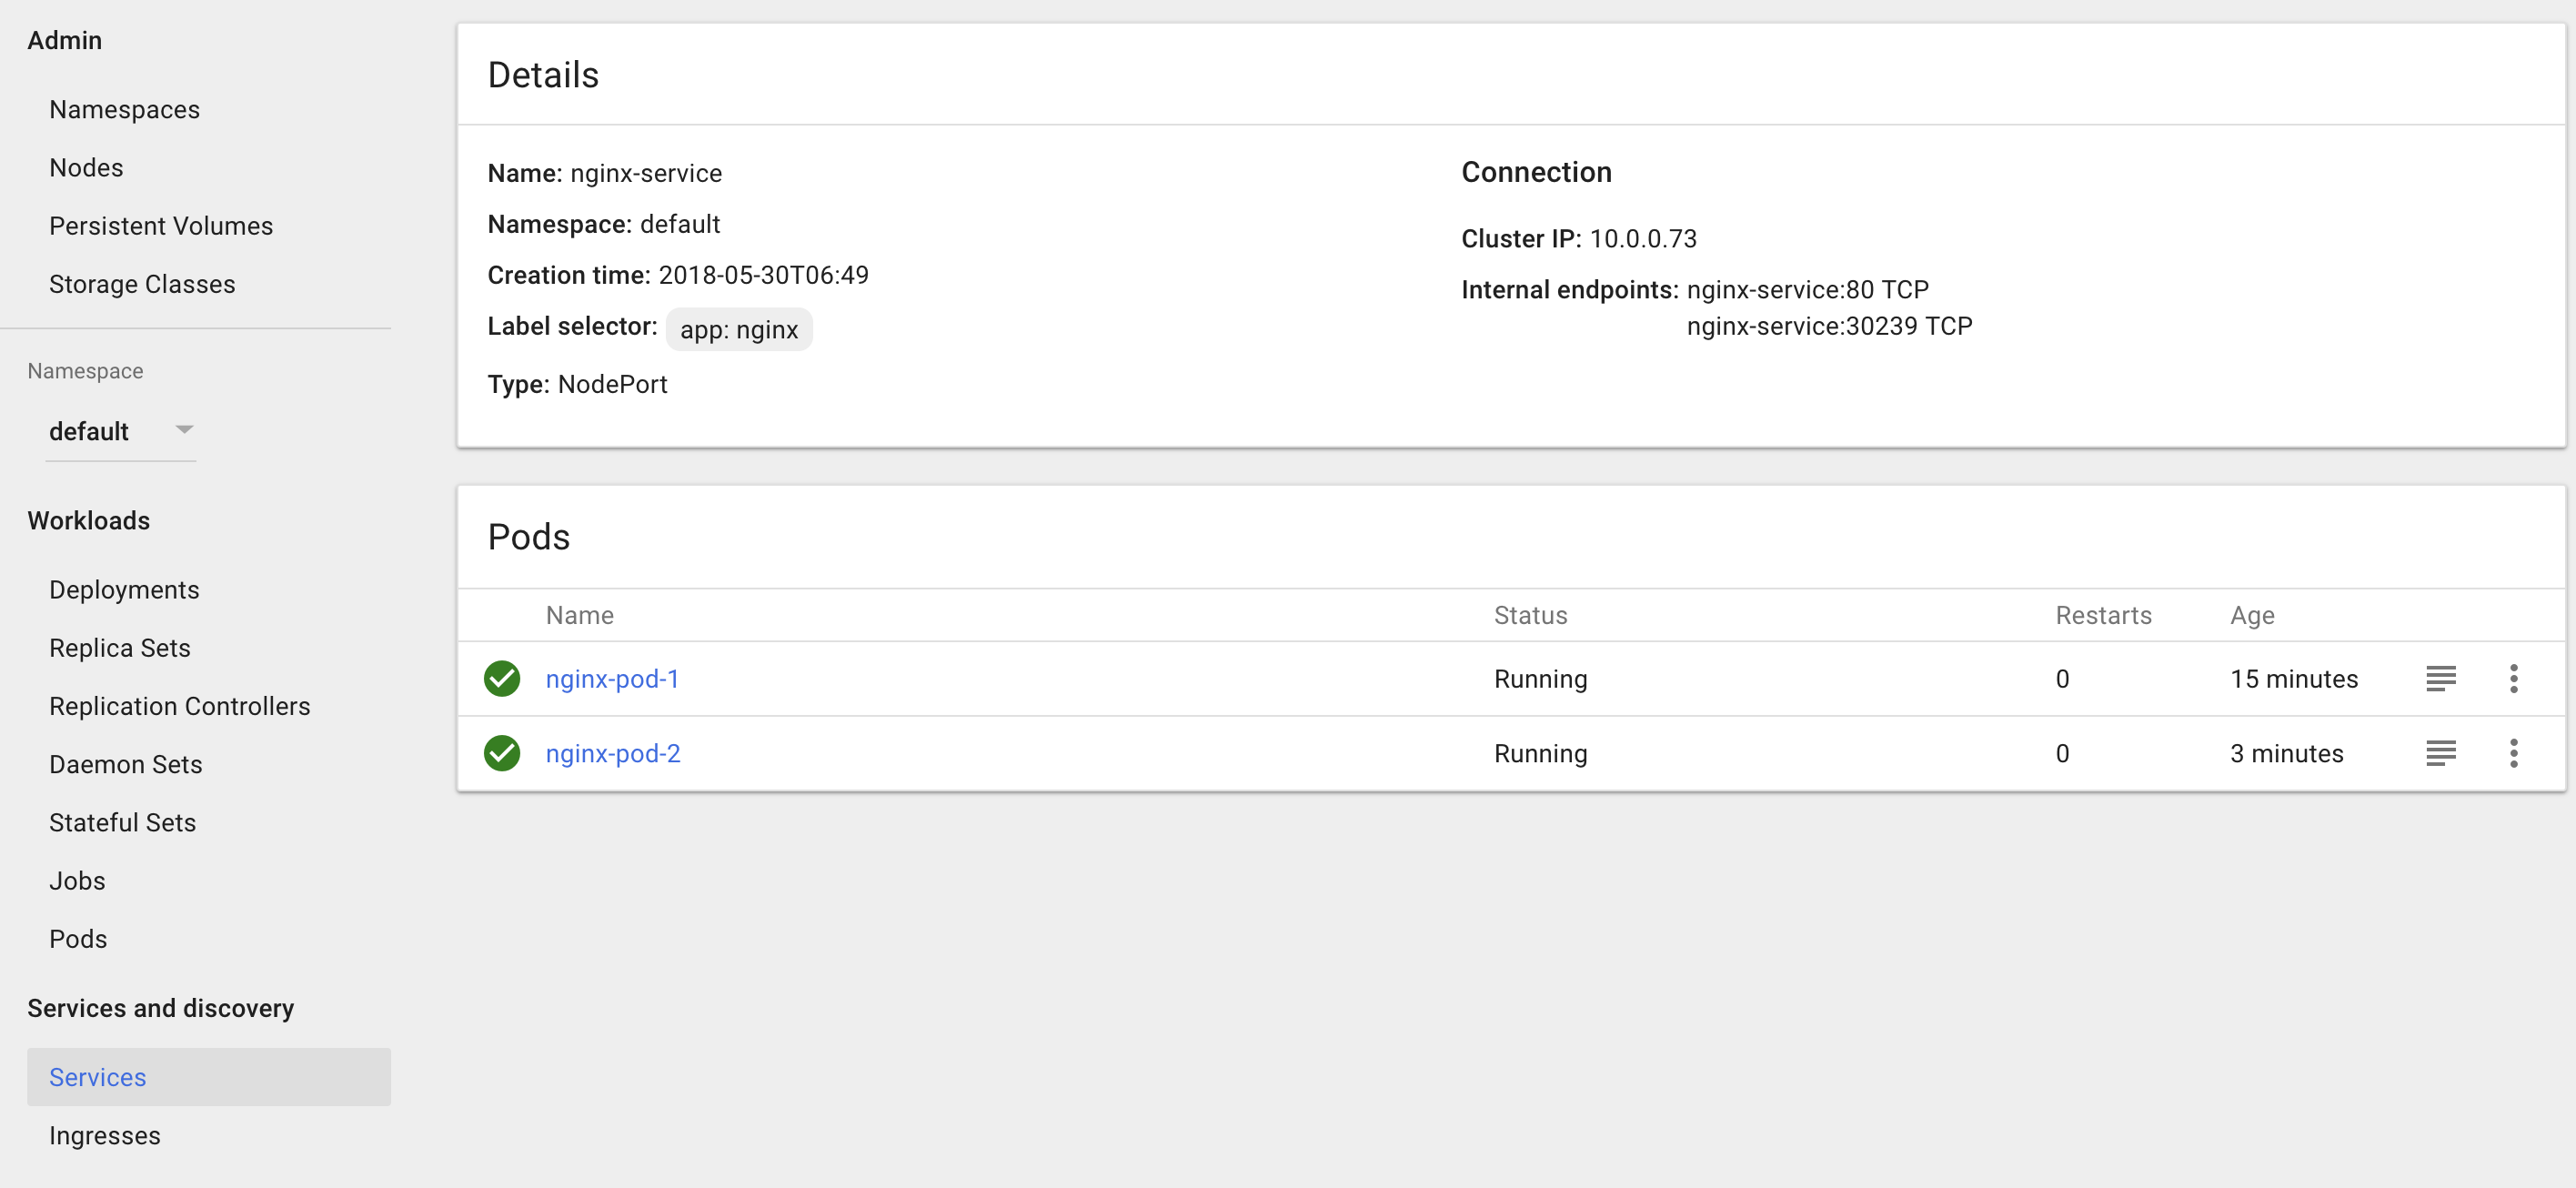 Admin
Namespaces
Nodes
Persistent Volumes
Storage Classes
Namespace
default
Workloads
Deployments
Replica Sets
Replication Controllers
Daemon Sets
Stateful Sets
Jobs
Pods
Services and discovery
Services
Ingresses
Details
Name: nginx-service
Namespace: default
Creation time: 2018-05-30T06:49
Label selector: app: nginx
Type: NodePort
Connection
Cluster IP: 10.0.0.73
Internal endpoints: nginx-service:80 TCP
nginx-service:30239 TCP
Pods
Name Status Restarts Age
nginx-pod-1 Running 0 15 minutes
nginx-pod-2 Running 0 3 minutes